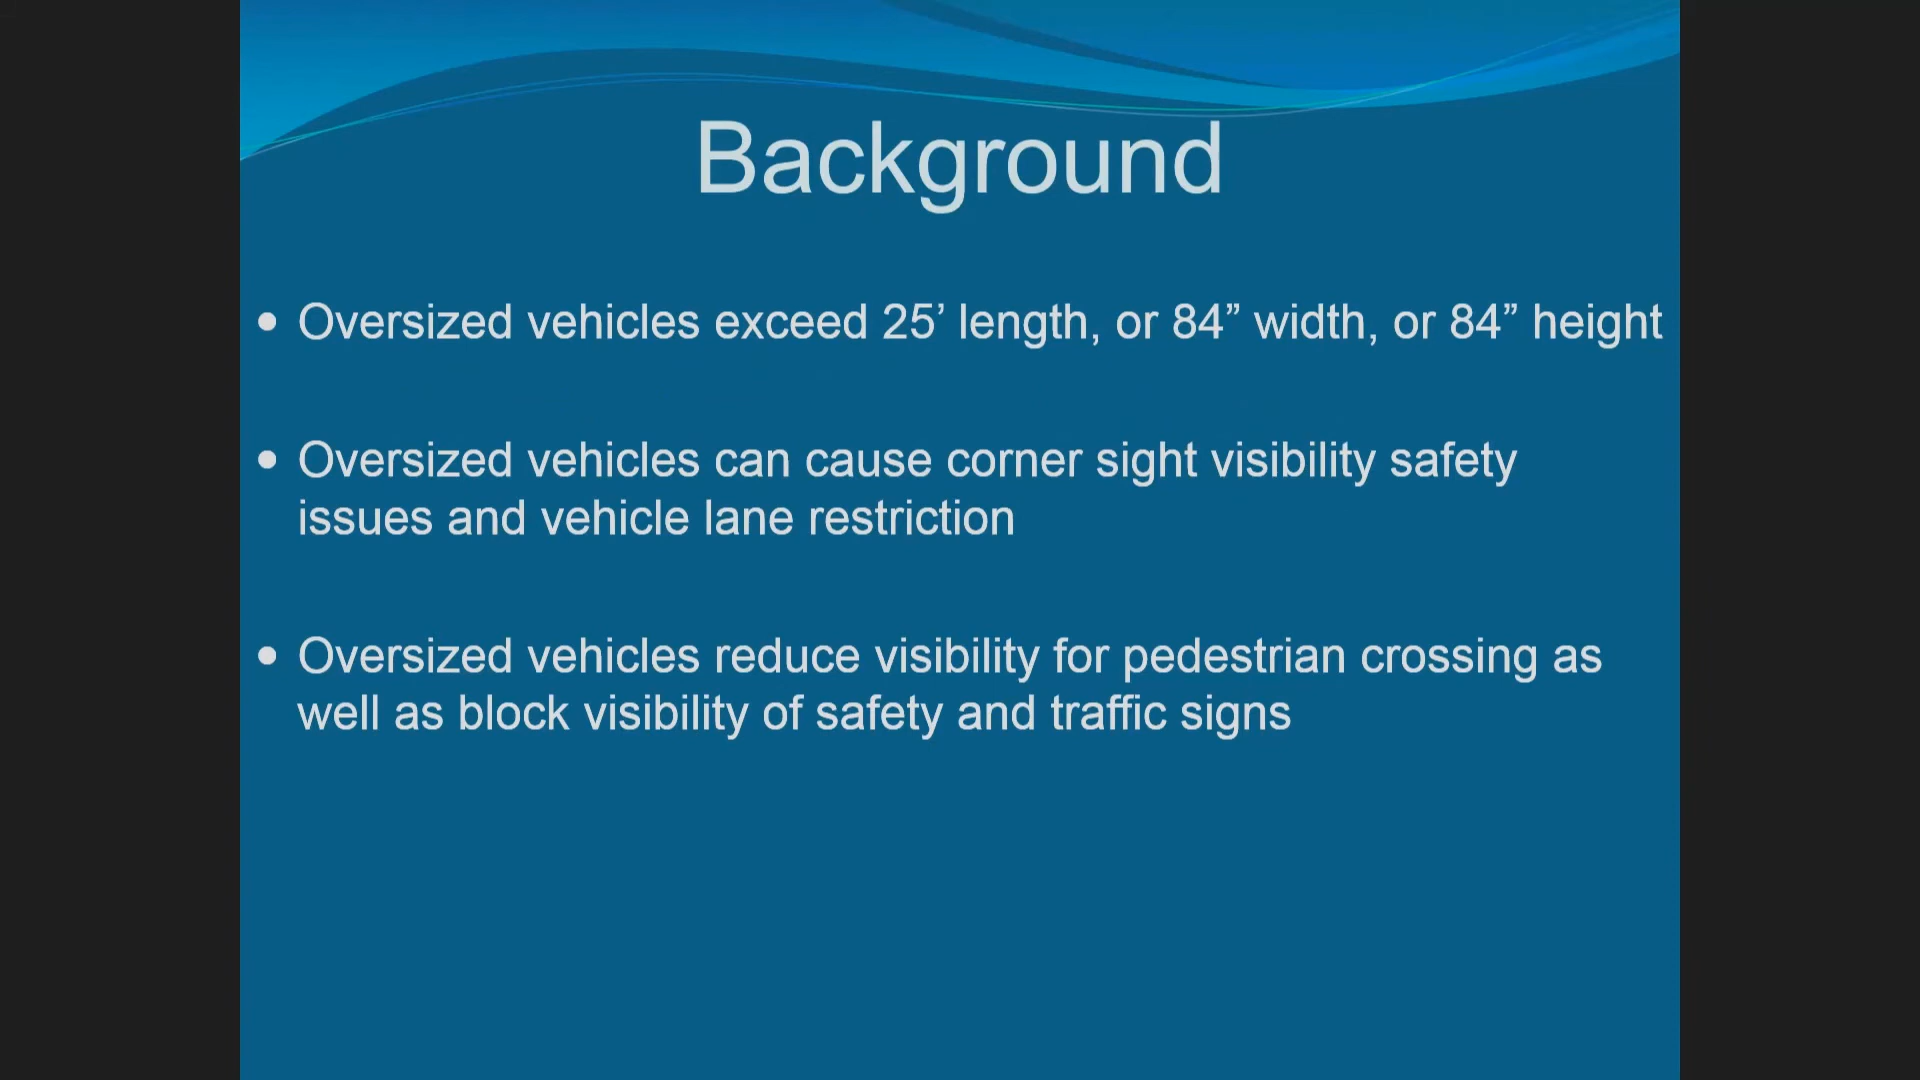 Background
• Oversized vehicles exceed 25’ length, or 84” width, or 84” height
• Oversized vehicles can cause corner sight visibility safety
issues and vehicle lane restriction
• Oversized vehicles reduce visibility for pedestrian crossing as
well as block visibility of safety and traffic signs